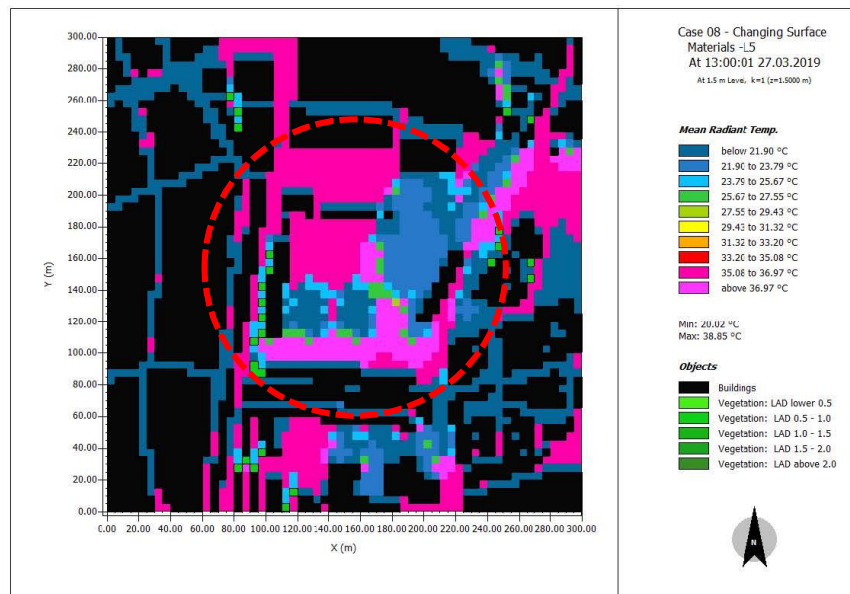 Case 08 - Changing Surface
Materials -L5
At 13:00:01 27.03.2019
At 1.5 m Level, k=1 (z=1.5000 m)
Mean Radiant Temp.
below 21.90 °C
21.90 to 23.79 °C
23.79 to 25.67 °C
25.67 to 27.55 °C
27.55 to 29.43 °C
29.43 to 31.32 °C
31.32 to 33.20 °C
33.20 to 35.08 °C
35.08 to 36.97 °C
above 36.97 °C
Min: 20.02 °C
Max: 38.85 °C
Objects
Buildings
Vegetation: LAD lower 0.5
Vegetation: LAD 0.5 - 1.0
Vegetation: LAD 1.0 - 1.5
Vegetation: LAD 1.5 - 2.0
Vegetation: LAD above 2.0
N
300.00
280.00
260.00
240.00
220.00
200.00
180.00
160.00
140.00
120.00
100.00
80.00
60.00
40.00
20.00
0.00
Y (m)
0.00 20.00 40.00 60.00 80.00 100.00 120.00 140.00 160.00 180.00 200.00 220.00 240.00 260.00 280.00 300.00
X (m)